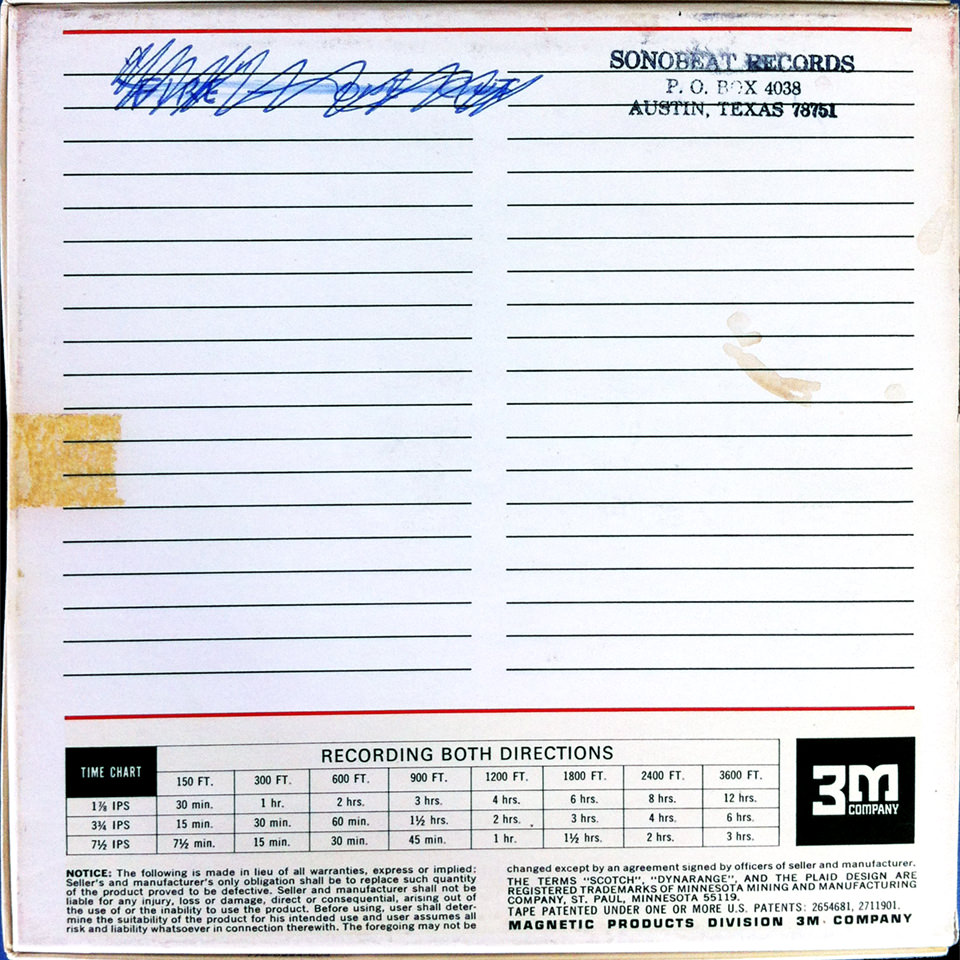 SONOBEAT RECORDS
P. O. BOX 4038
AUSTIN, TEXAS 78751
RECORDING BOTH DIRECTIONS
TIME CHART 150 FT. 300 FT. 600 FT. 900 FT. 1200 FT. 1800 FT. 2400 FT. 3600 FT.
1⅞ IPS 30 min. 1 hr. 2 hrs. 3 hrs. 4 hrs. 6 hrs. 8 hrs. 12 hrs.
3¾ IPS 15 min. 30 min. 60 min. 1½ hrs. 2 hrs. 3 hrs. 4 hrs. 6 hrs.
7½ IPS 7½ min. 15 min. 30 min. 45 min. 1 hr. 1½ hrs. 2 hrs. 3 hrs.
3M
COMPANY
NOTICE: The following is made in lieu of all warranties, express or implied:
Seller's and manufacturer's only obligation shall be to replace such quantity
of the product proved to be defective. Seller and manufacturer shall not be
liable for any injury, loss or damage, direct or consequential, arising out of
the use of or the inability to use the product. Before using, user shall deter-
mine the suitability of the product for his intended use and user assumes all
risk and liability whatsoever in connection therewith. The foregoing may not be
changed except by an agreement signed by officers of seller and manufacturer.
THE TERMS "SCOTCH", "DYNARANGE", AND THE PLAID DESIGN ARE
REGISTERED TRADEMARKS OF MINNESOTA MINING AND MANUFACTURING
COMPANY, ST. PAUL, MINNESOTA 55119.
TAPE PATENTED UNDER ONE OR MORE U.S. PATENTS: 2654681, 2711901.
MAGNETIC PRODUCTS DIVISION 3M COMPANY